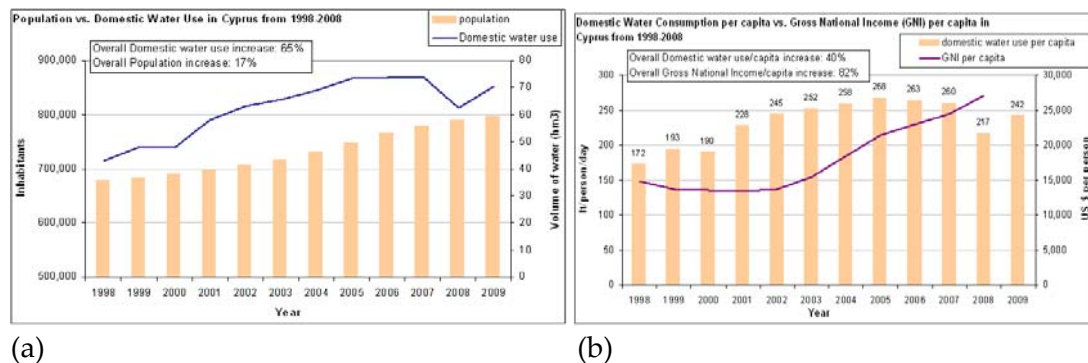 Population vs. Domestic Water Use in Cyprus from 1998-2008
population
Domestic water use
Overall Domestic water use increase: 65%
Overall Population increase: 17%
900,000
800,000
700,000
600,000
500,000
Inhabitants
80
70
60
50
40
30
20
10
0
Volume of water (hm3)
1998 1999 2000 2001 2002 2003 2004 2005 2006 2007 2008 2009
Year
(a)
Domestic Water Consumption per capita vs. Gross National Income (GNI) per capita in
Cyprus from 1998-2008
domestic water use per capita
GNI per capita
Overall Domestic water use/capita increase: 40%
Overall Gross National Income/capita increase: 82%
300
250
200
150
100
50
0
lt/person/day
172 193 190 228 245 252 258 268 263 260 217 242
30,000
25,000
20,000
15,000
10,000
5,000
0
US $ per person
1998 1999 2000 2001 2002 2003 2004 2005 2006 2007 2008 2009
Year
(b)